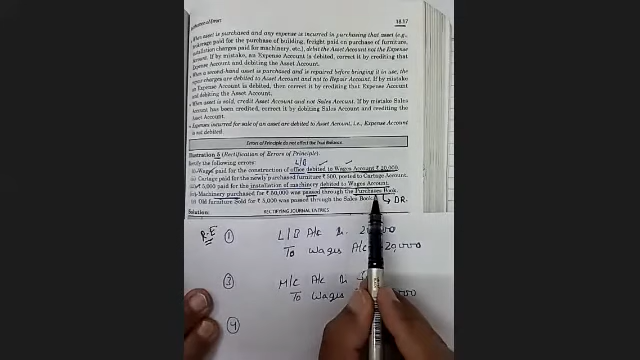 18.17
When asset is purchased and any expense is incurred in purchasing that asset (e.g.,
brokerage paid for the purchase of building, freight paid on purchase of furniture,
installation charges paid for machinery, etc.), debit the Asset Account not the Expense
Account. If by mistake, an Expense Account is debited, correct it by crediting that
Expense Account and debiting the Asset Account.
When a second-hand asset is purchased and is repaired before bringing it in use, the
repair charges are debited to Asset Account and not to Repair Account. If by mistake
an Expense Account is debited, then correct it by crediting that Expense Account
and debiting the Asset Account.
When asset is sold, credit Asset Account and not Sales Account. If by mistake Sales
Account has been credited, correct it by debiting Sales Account and crediting the
Asset Account.
Expenses incurred for sale of an asset are debited to Asset Account, i.e., Expense Account
is not debited.
Errors of Principle do not affect the Trial Balance
Illustration 6 (Rectification of Errors of Principle).
L/B
Rectify the following errors:
Wages paid for the construction of office debited to Wages Account ₹ 20,000.
Cartage paid for the newly purchased furniture ₹ 500, posted to Cartage Account.
₹ 5,000 paid for the installation of machinery debited to Wages Account.
Machinery purchased for ₹ 50,000 was passed through the Purchases Book.
Old furniture sold for ₹ 5,000 was passed through the Sales Book.
DR.
Solution: RECTIFYING JOURNAL ENTRIES
R.E ① L/B A/c Dr.
To Wages A/c 20,000
③ M/c A/c Dr.
To Wages
④